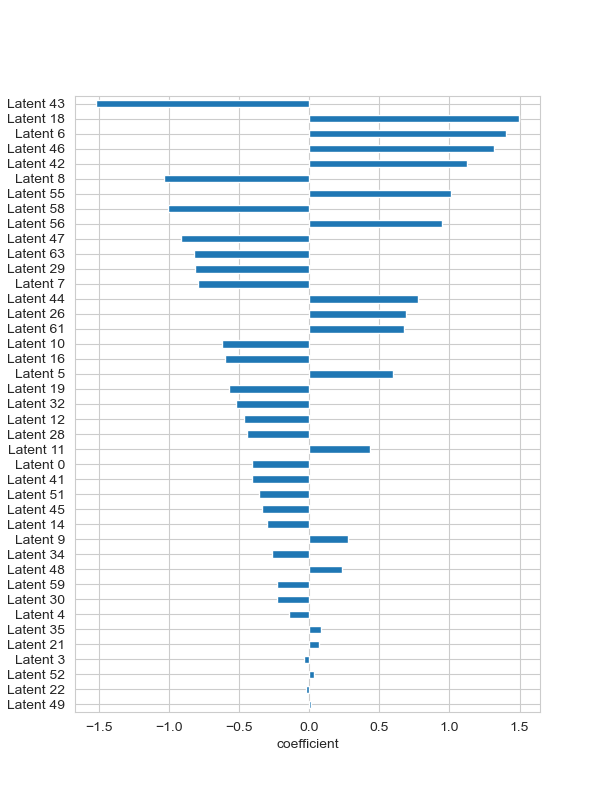 Latent 43
Latent 18
Latent 6
Latent 46
Latent 42
Latent 8
Latent 55
Latent 58
Latent 56
Latent 47
Latent 63
Latent 29
Latent 7
Latent 44
Latent 26
Latent 61
Latent 10
Latent 16
Latent 5
Latent 19
Latent 32
Latent 12
Latent 28
Latent 11
Latent 0
Latent 41
Latent 51
Latent 45
Latent 14
Latent 9
Latent 34
Latent 48
Latent 59
Latent 30
Latent 4
Latent 35
Latent 21
Latent 3
Latent 52
Latent 22
Latent 49
−1.5 −1.0 −0.5 0.0 0.5 1.0 1.5
coefficient